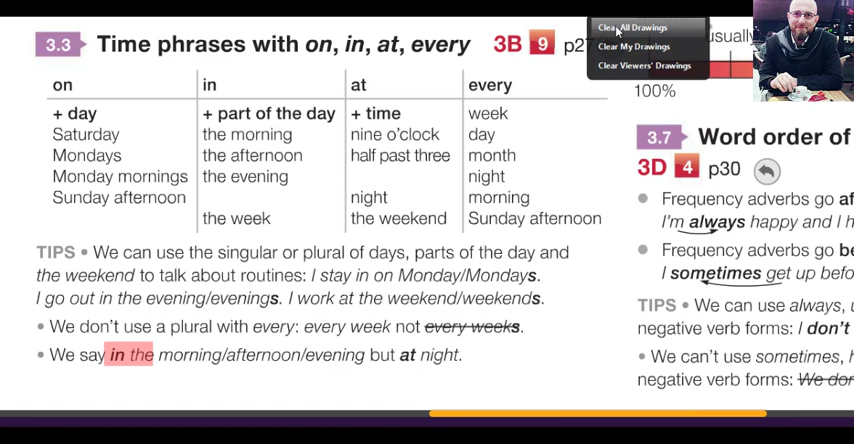 3.3 Time phrases with on, in, at, every 3B 9
on in at every
+ day + part of the day + time week
Saturday the morning nine o'clock day
Mondays the afternoon half past three month
Monday mornings the evening night
Sunday afternoon night morning
the week the weekend Sunday afternoon
TIPS • We can use the singular or plural of days, parts of the day and
the weekend to talk about routines: I stay in on Monday/Mondays.
I go out in the evening/evenings. I work at the weekend/weekends.
• We don't use a plural with every: every week not every weeks.
• We say in the morning/afternoon/evening but at night.
Clear All Drawings
Clear My Drawings
Clear Viewers' Drawings
usually
100%
3.7 Word order of
3D 4 p30
• Frequency adverbs go
I'm always happy and I
• Frequency adverbs go
I sometimes get up
TIPS • We can use always,
negative verb forms: I don't
• We can't use sometimes,
negative verb forms: We